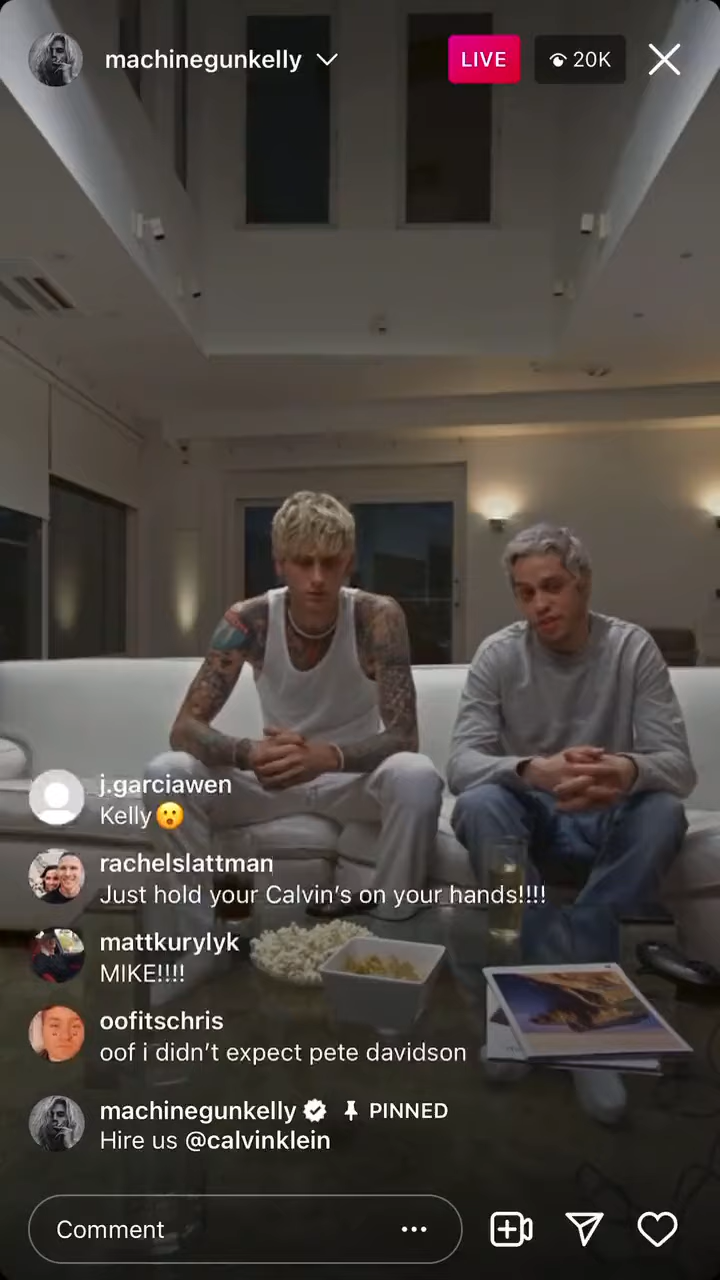 machinegunkelly
LIVE
20K
j.garciawen
Kelly😮
rachelslattman
Just hold your Calvin’s on your hands!!!!
mattkurylyk
MIKE!!!!
oofitschris
oof i didn’t expect pete davidson
machinegunkelly PINNED
Hire us @calvinklein
Comment